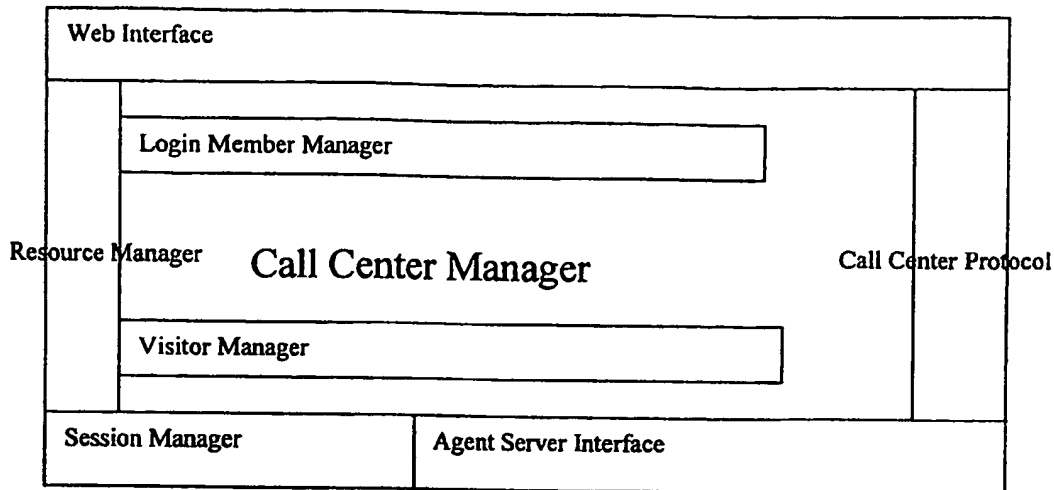 Web Interface
Login Member Manager
Resource Manager
Call Center Manager
Call Center Protocol
Visitor Manager
Session Manager
Agent Server Interface